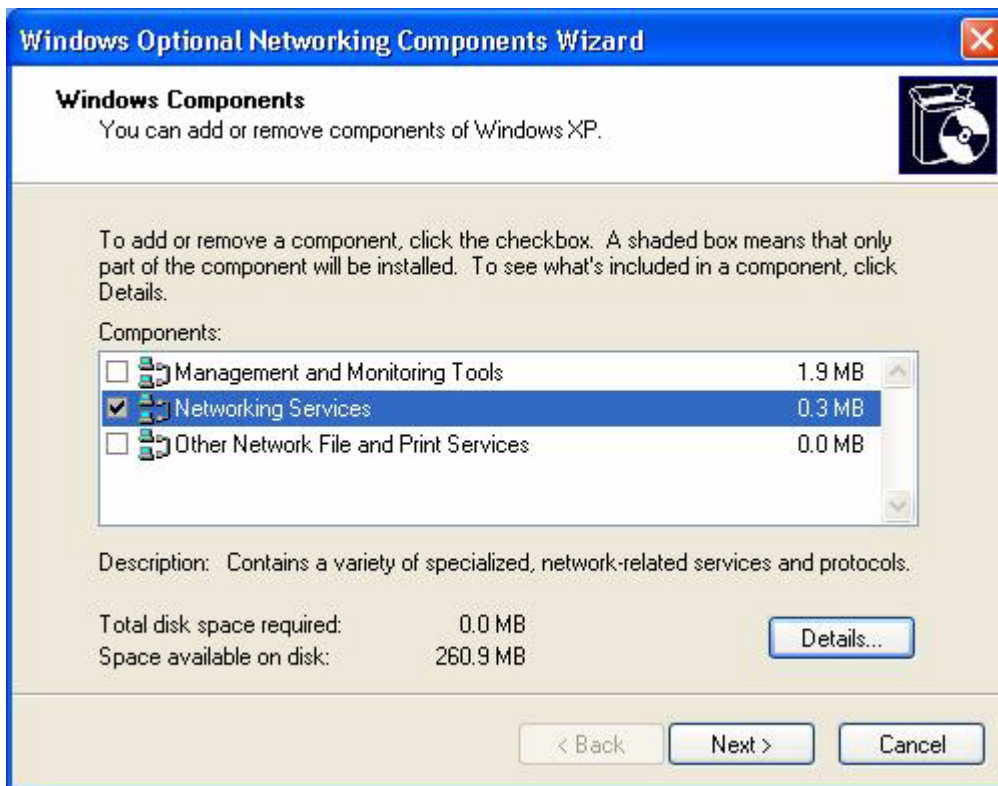 Windows Optional Networking Components Wizard
Windows Components
You can add or remove components of Windows XP.
To add or remove a component, click the checkbox. A shaded box means that only
part of the component will be installed. To see what's included in a component, click
Details.
Components:
Management and Monitoring Tools 1.9 MB
Networking Services 0.3 MB
Other Network File and Print Services 0.0 MB
Description: Contains a variety of specialized, network-related services and protocols.
Total disk space required: 0.0 MB
Space available on disk: 260.9 MB
Details...
< Back Next > Cancel